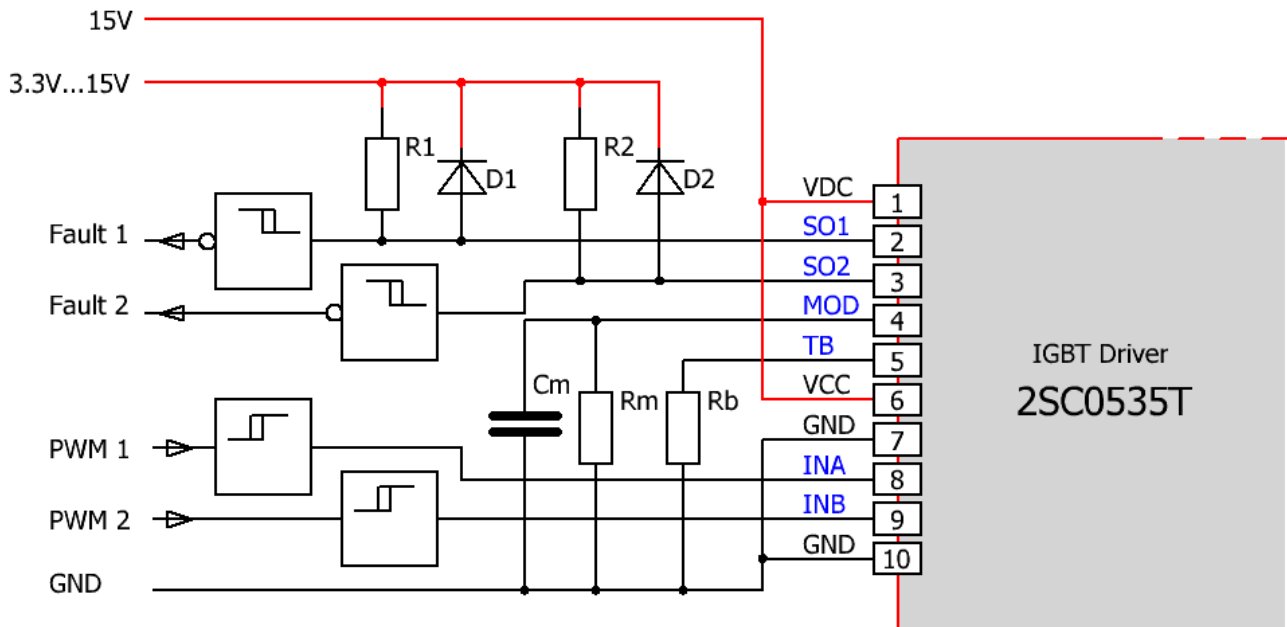 15V
3.3V...15V
R1
D1
R2
D2
VDC
1
Fault 1
SO1
2
SO2
3
Fault 2
MOD
4
TB
5
IGBT Driver
2SC0535T
Cm
Rm
Rb
VCC
6
GND
7
PWM 1
INA
8
PWM 2
INB
9
GND
10
GND